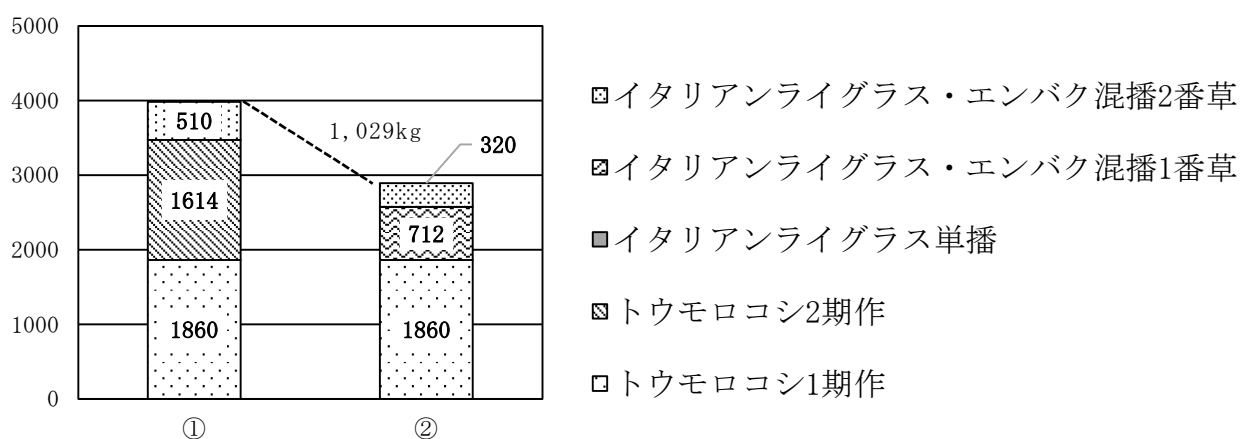 5000
4000
3000
2000
1000
0
510
1614
1860
1,029kg
320
712
1860
①
②
イタリアンライグラス・エンバク混播2番草
イタリアンライグラス・エンバク混播1番草
イタリアンライグラス単播
トウモロコシ2期作
トウモロコシ1期作